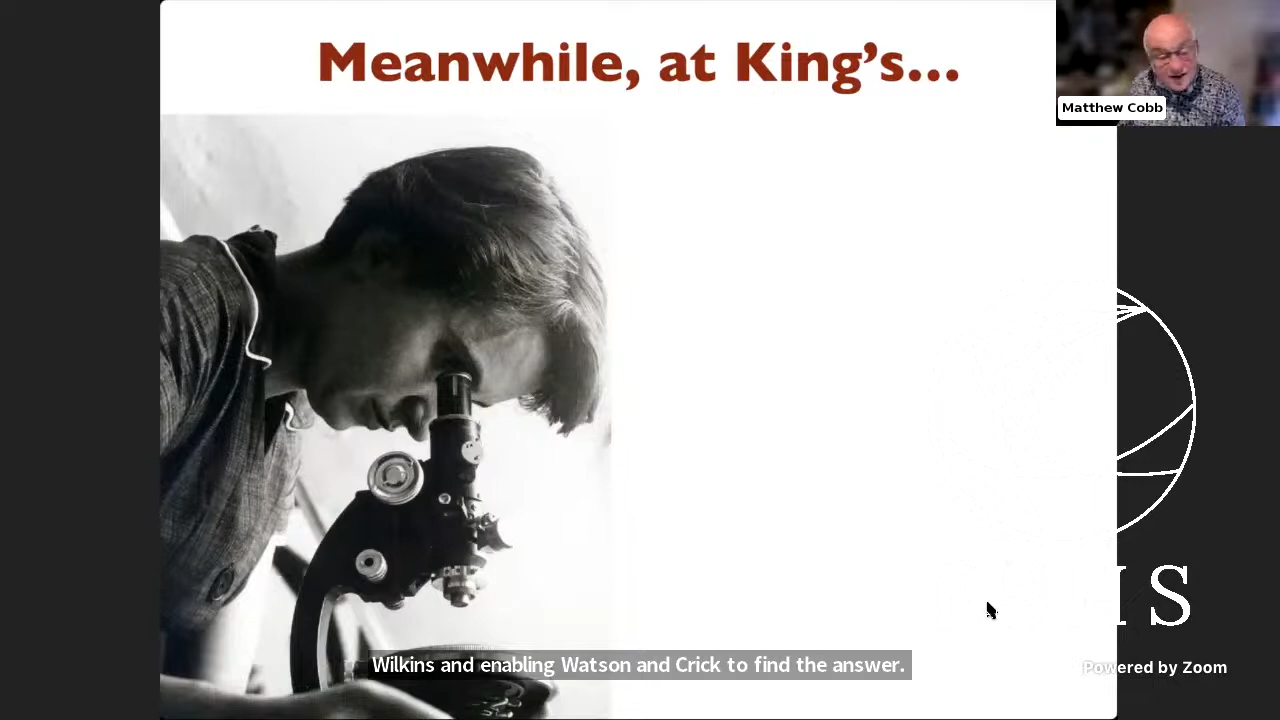 Meanwhile, at King’s...
Matthew Cobb
Wilkins and enabling Watson and Crick to find the answer.
S
Powered by Zoom